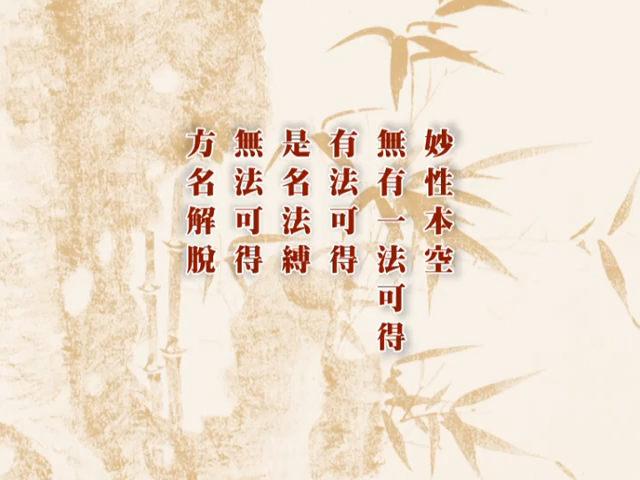 妙性本空
無有一法可得
有法可得
是名法縛
無法可得
方名解脫